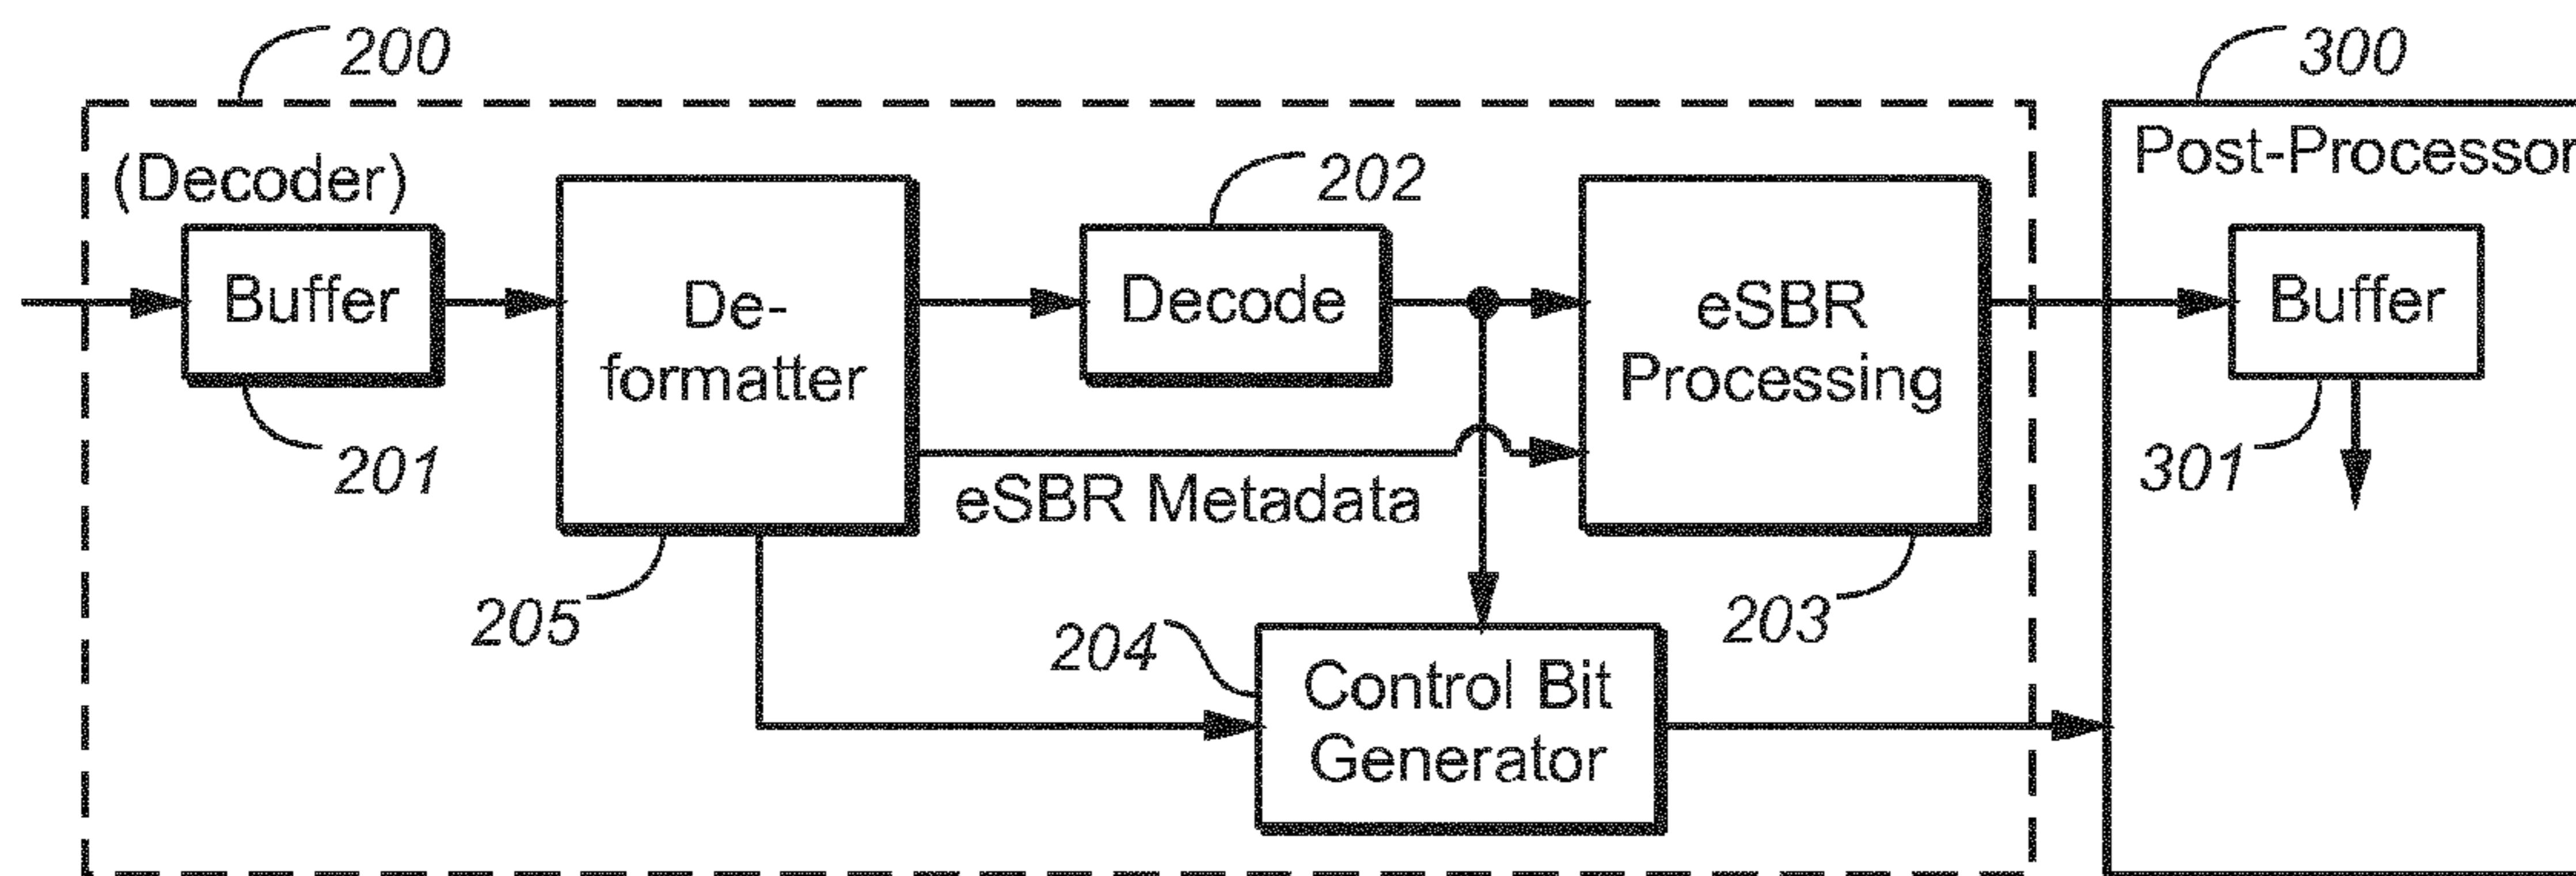 200
300
(Decoder)
Post-Processor
202
Buffer
De-
formatter
Decode
eSBR
Processing
Buffer
201
eSBR Metadata
301
205
204
203
Control Bit
Generator